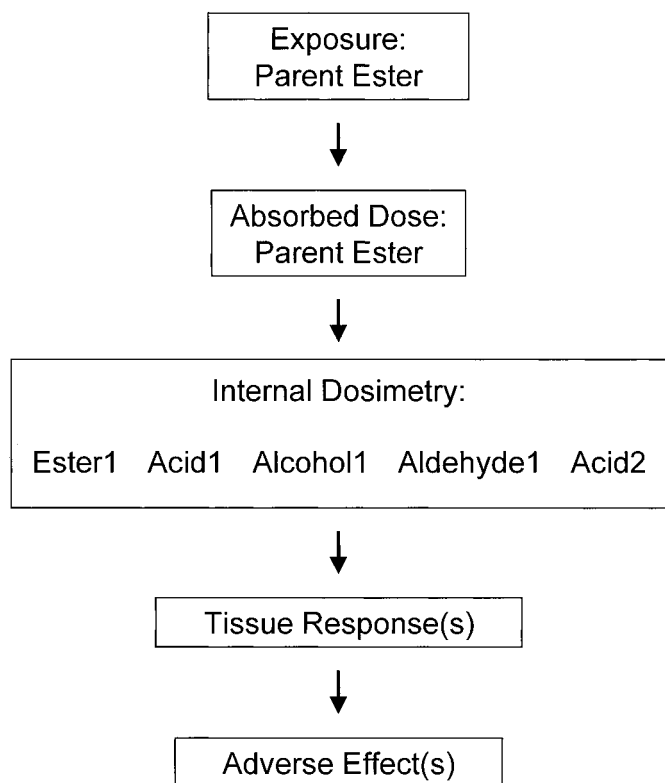 Exposure:
Parent Ester
Absorbed Dose:
Parent Ester
Internal Dosimetry:
Ester1 Acid1 Alcohol1 Aldehyde1 Acid2
Tissue Response(s)
Adverse Effect(s)